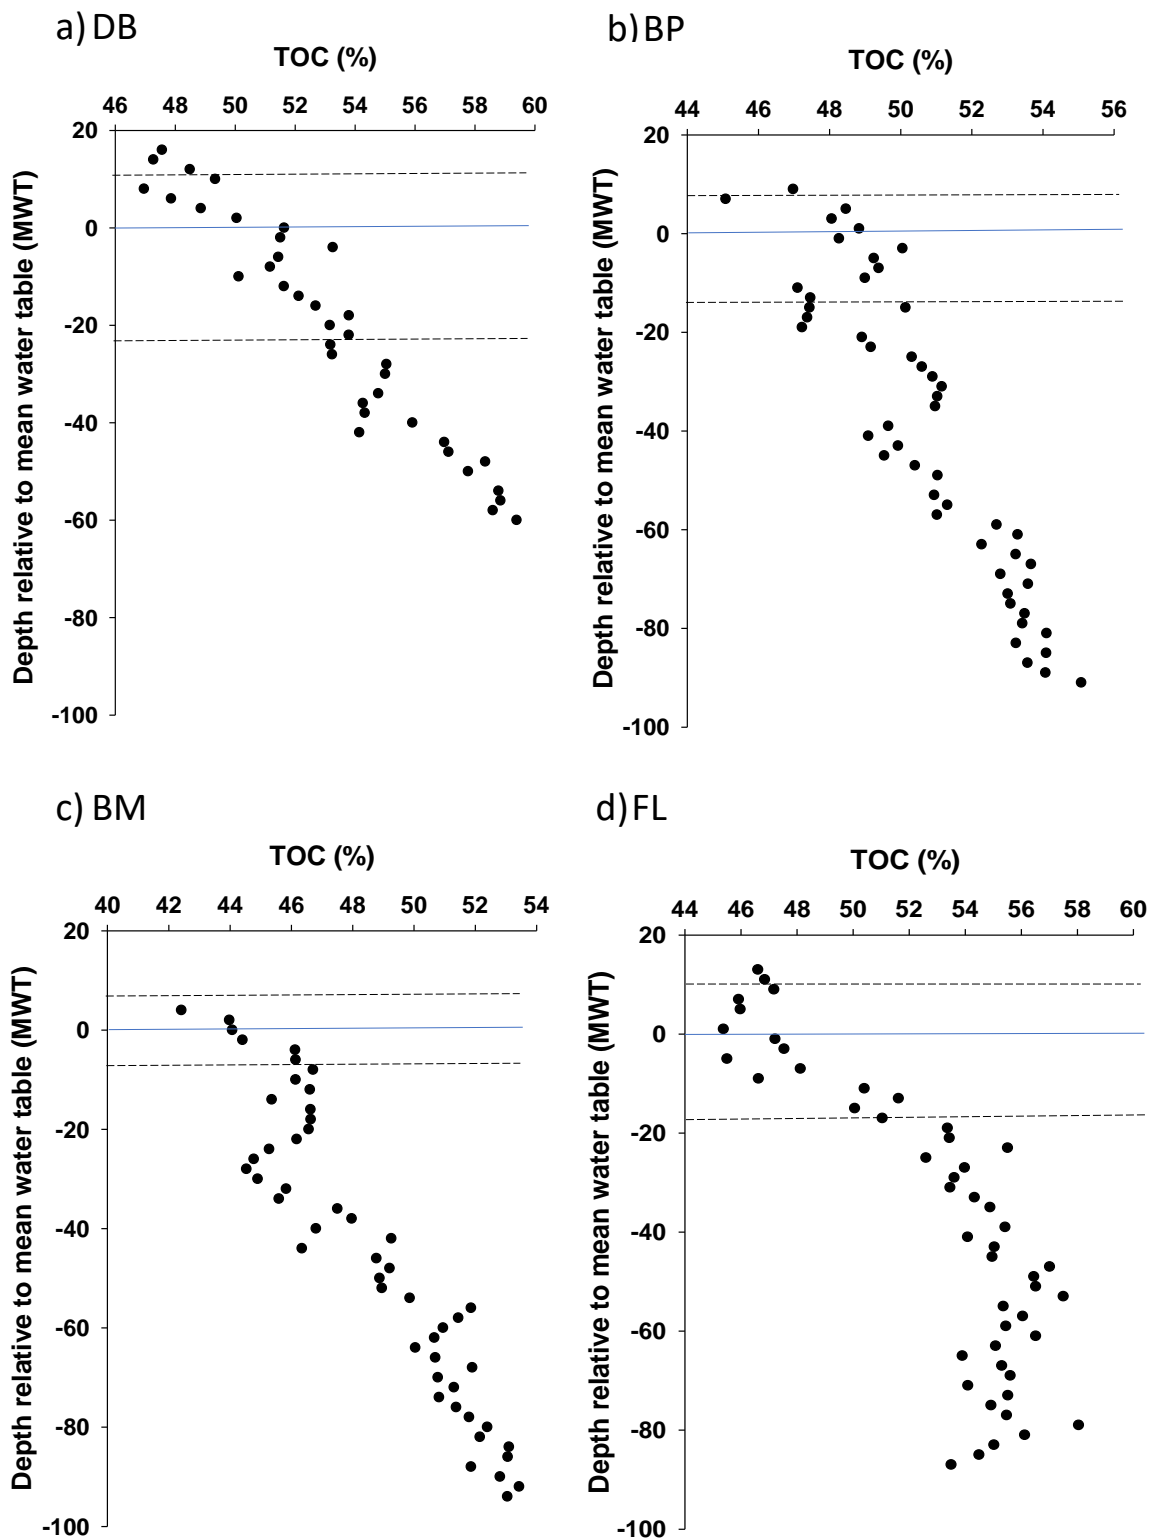 a) DB
TOC (%)
46 48 50 52 54 56 58 60
20
0
-20
-40
-60
-80
-100
Depth relative to mean water table (MWT)
b) BP
TOC (%)
44 46 48 50 52 54 56
20
0
-20
-40
-60
-80
-100
Depth relative to mean water table (MWT)
c) BM
TOC (%)
40 42 44 46 48 50 52 54
20
0
-20
-40
-60
-80
-100
Depth relative to mean water table (MWT)
d) FL
TOC (%)
44 46 48 50 52 54 56 58 60
20
0
-20
-40
-60
-80
-100
Depth relative to mean water table (MWT)